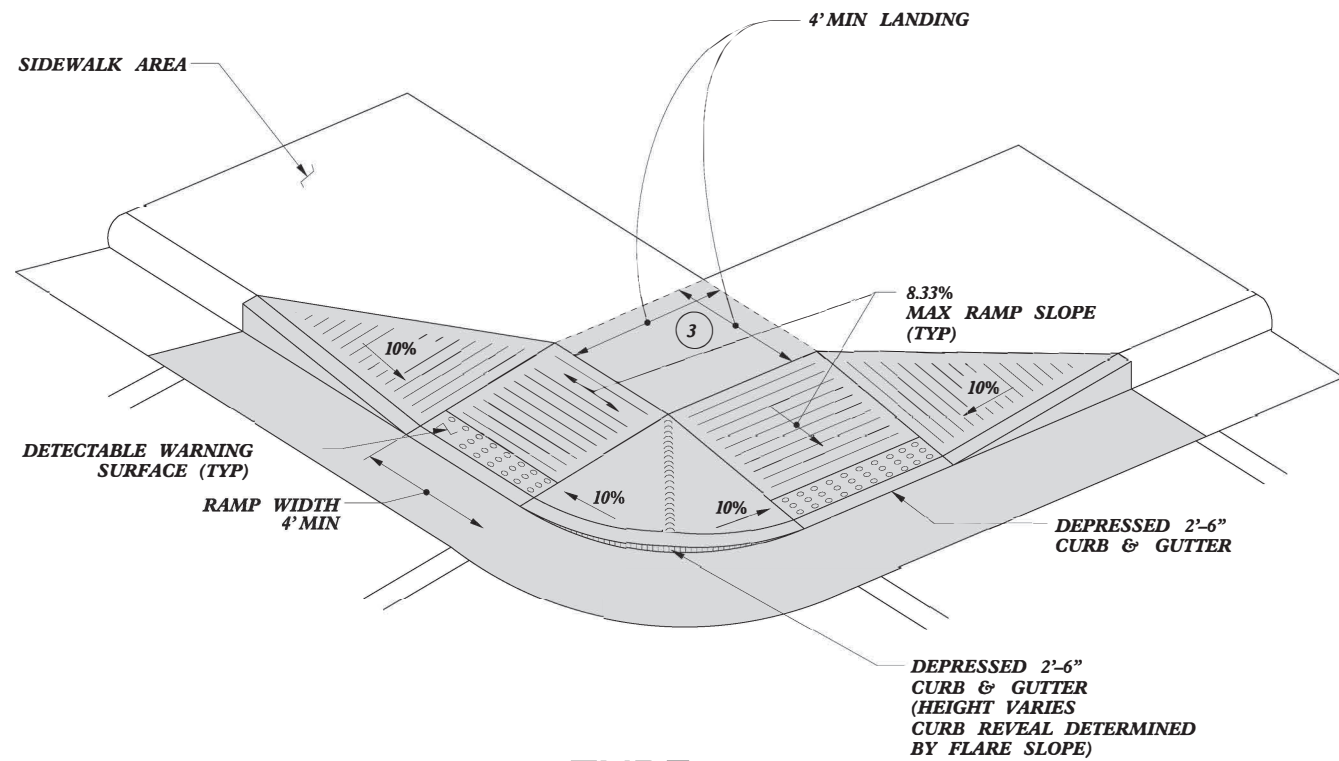 4' MIN LANDING
SIDEWALK AREA
8.33%
MAX RAMP SLOPE
(TYP)
3
10%
10%
DETECTABLE WARNING
SURFACE (TYP)
RAMP WIDTH
4' MIN
10%
10%
DEPRESSED 2'–6"
CURB & GUTTER
DEPRESSED 2'–6"
CURB & GUTTER
(HEIGHT VARIES
CURB REVEAL DETERMINED
BY FLARE SLOPE)